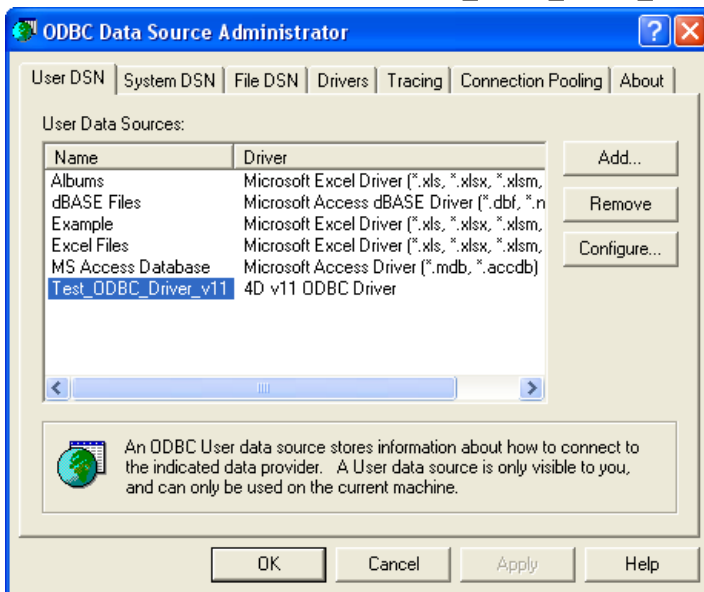 ODBC Data Source Administrator
User DSN System DSN File DSN Drivers Tracing Connection Pooling About
User Data Sources:
Name Driver
Albums Microsoft Excel Driver (*.xls, *.xlsx, *.xlsm,
dBASE Files Microsoft Access dBASE Driver (*.dbf, *.n
Example Microsoft Excel Driver (*.xls, *.xlsx, *.xlsm,
Excel Files Microsoft Excel Driver (*.xls, *.xlsx, *.xlsm,
MS Access Database Microsoft Access Driver (*.mdb, *.accdb)
Test_ODBC_Driver_v11 4D v11 ODBC Driver
Add...
Remove
Configure...
An ODBC User data source stores information about how to connect to
the indicated data provider. A User data source is only visible to you,
and can only be used on the current machine.
OK Cancel Apply Help